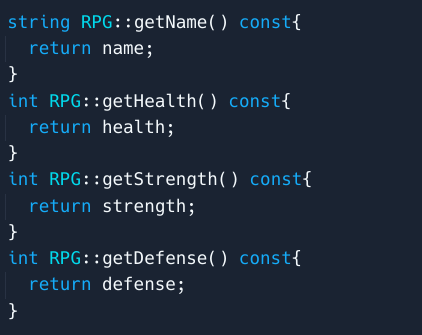 string RPG::getName() const{
  return name;
}
int RPG::getHealth() const{
  return health;
}
int RPG::getStrength() const{
  return strength;
}
int RPG::getDefense() const{
  return defense;
}